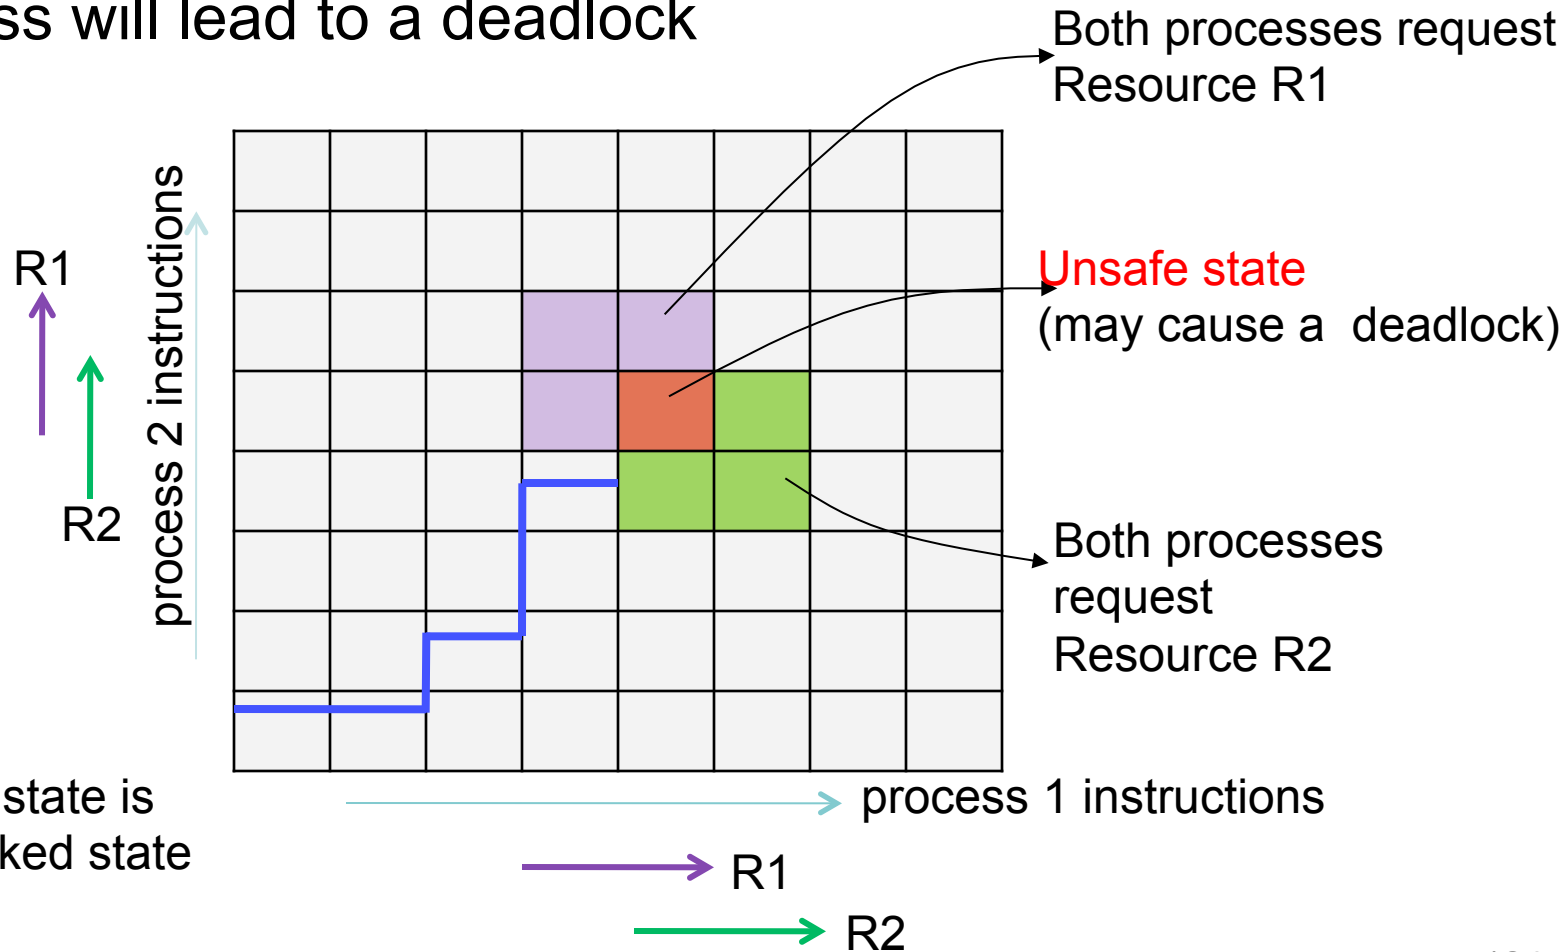 ss will lead to a deadlock
Both processes request
Resource R1
R1
Unsafe state
(may cause a deadlock)
process 2 instructions
R2
Both processes
request
Resource R2
state is
ked state
process 1 instructions
R1
R2